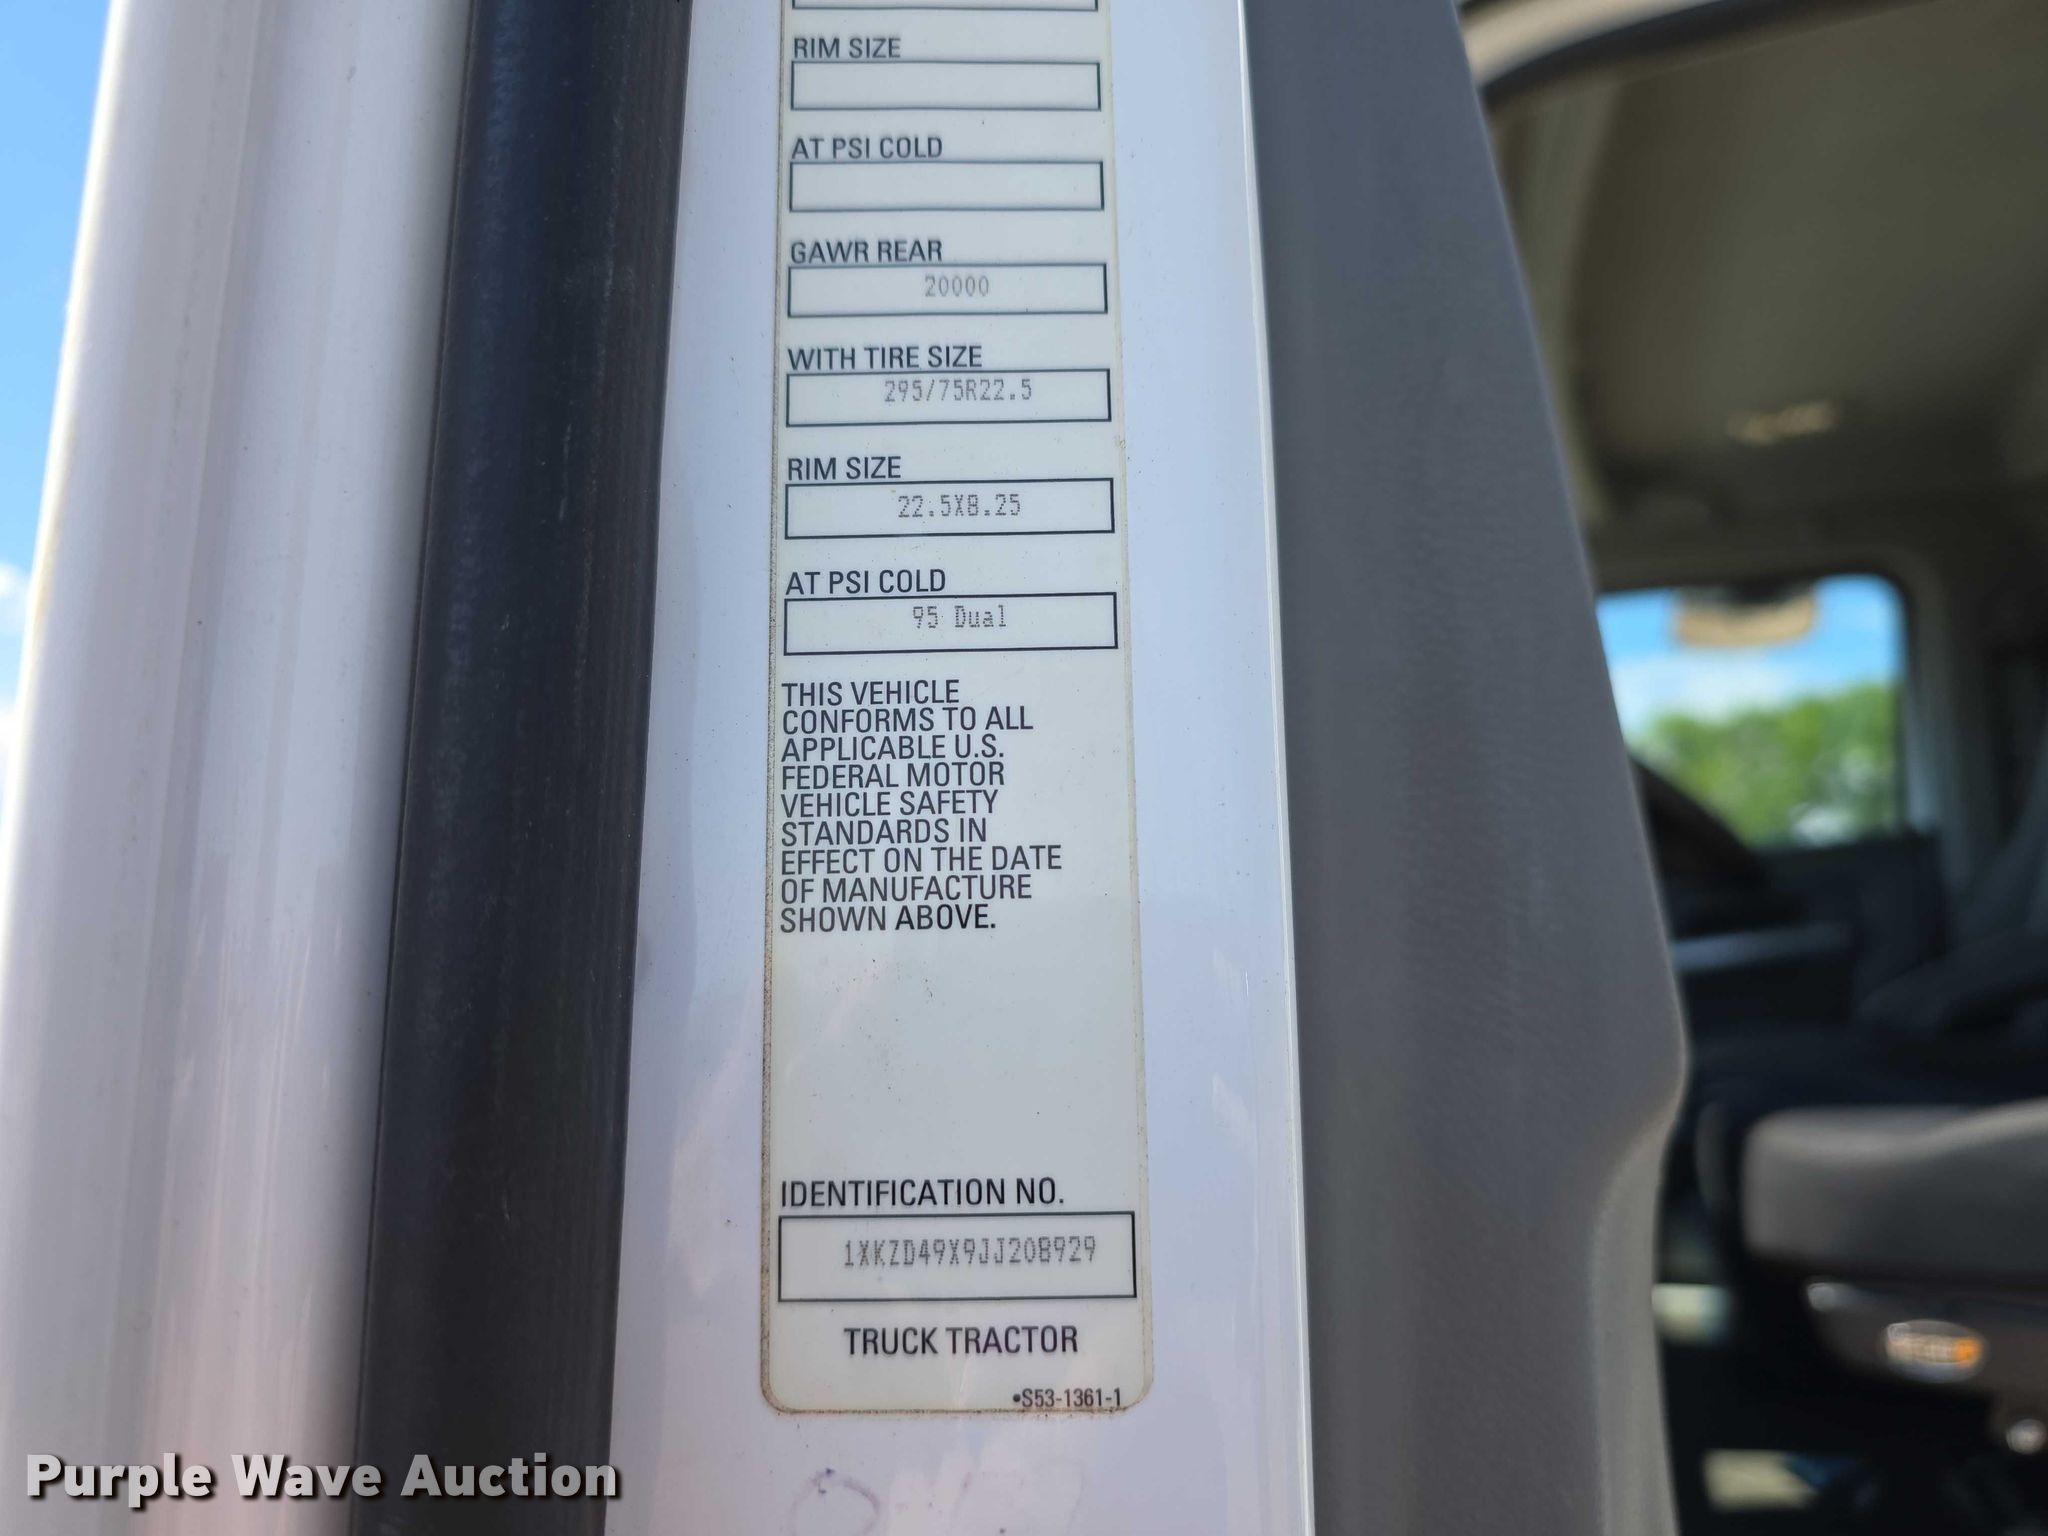 RIM SIZE
AT PSI COLD
GAWR REAR
20000
WITH TIRE SIZE
295/75R22.5
RIM SIZE
22.5X8.25
AT PSI COLD
95 Dual
THIS VEHICLE
CONFORMS TO ALL
APPLICABLE U.S.
FEDERAL MOTOR
VEHICLE SAFETY
STANDARDS IN
EFFECT ON THE DATE
OF MANUFACTURE
SHOWN ABOVE.
IDENTIFICATION NO.
1XKZD49X9JJ208929
TRUCK TRACTOR
•S53-1361-1
Purple Wave Auction